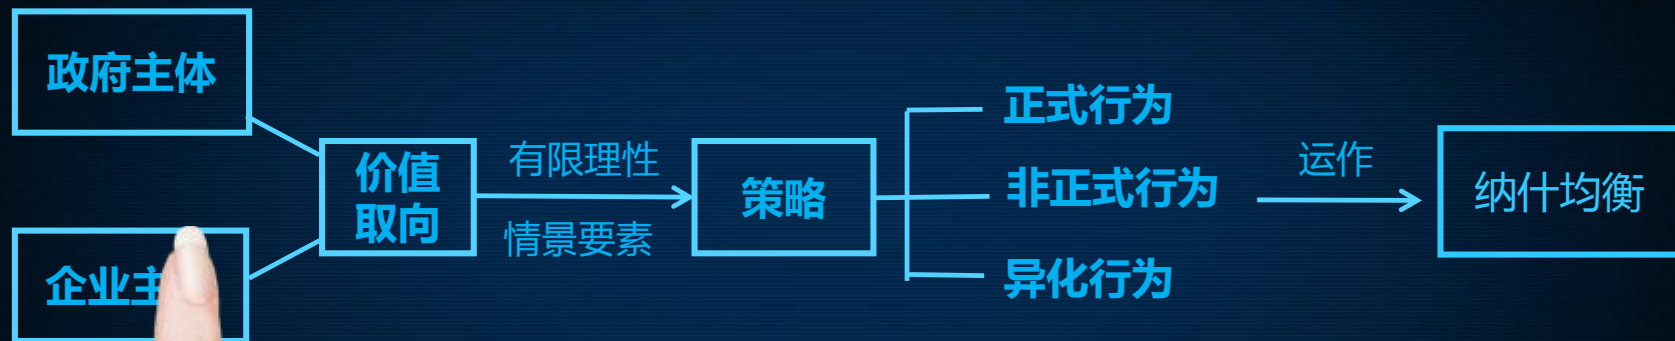 政府主体
企业主
价值
取向
有限理性
情景要素
策略
正式行为
非正式行为
异化行为
运作
纳什均衡